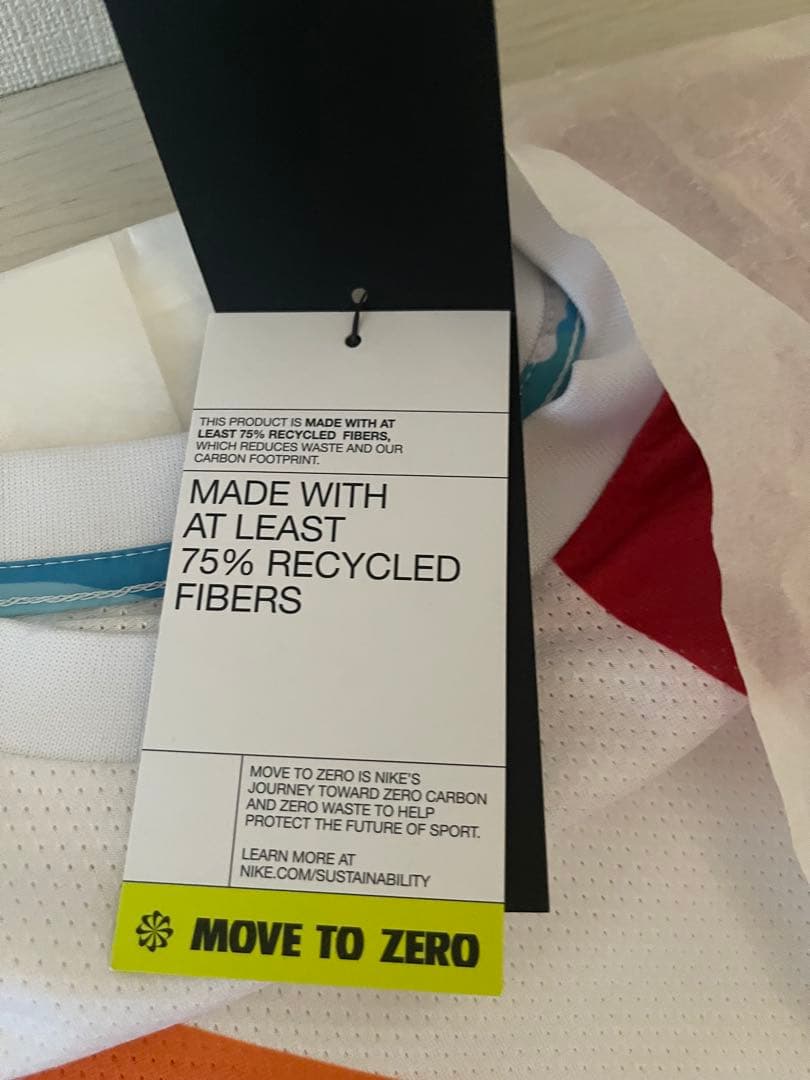 THIS PRODUCT IS MADE WITH AT
LEAST 75% RECYCLED FIBERS,
WHICH REDUCES WASTE AND OUR
CARBON FOOTPRINT.
MADE WITH
AT LEAST
75% RECYCLED
FIBERS
MOVE TO ZERO IS NIKE'S
JOURNEY TOWARD ZERO CARBON
AND ZERO WASTE TO HELP
PROTECT THE FUTURE OF SPORT.
LEARN MORE AT
NIKE.COM/SUSTAINABILITY
MOVE TO ZERO